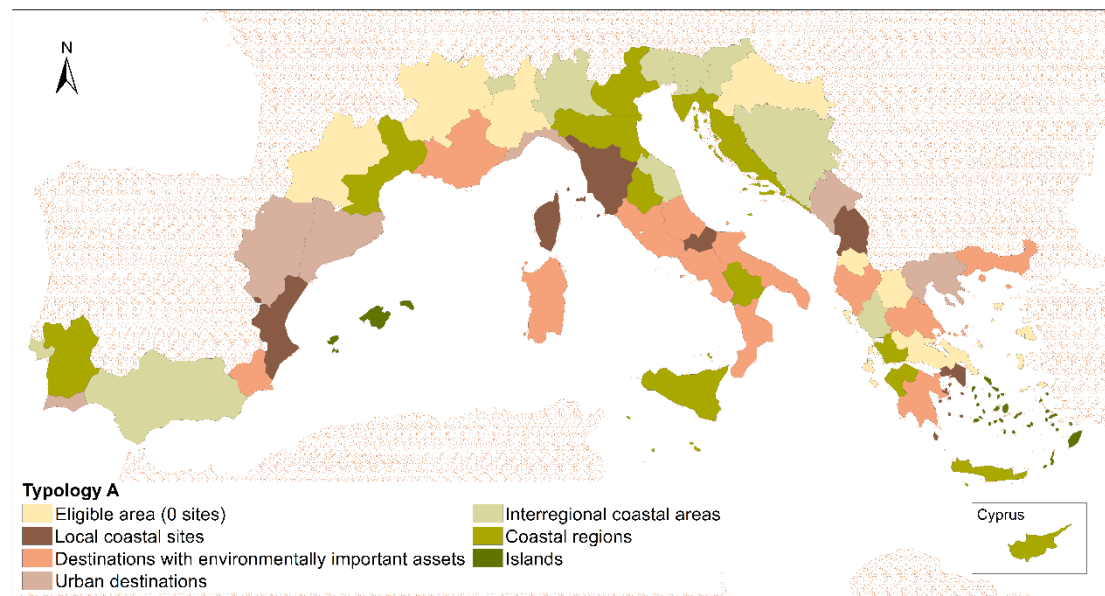 N
Typology A
Eligible area (0 sites)
Local coastal sites
Destinations with environmentally important assets
Urban destinations
Interregional coastal areas
Coastal regions
Islands
Cyprus